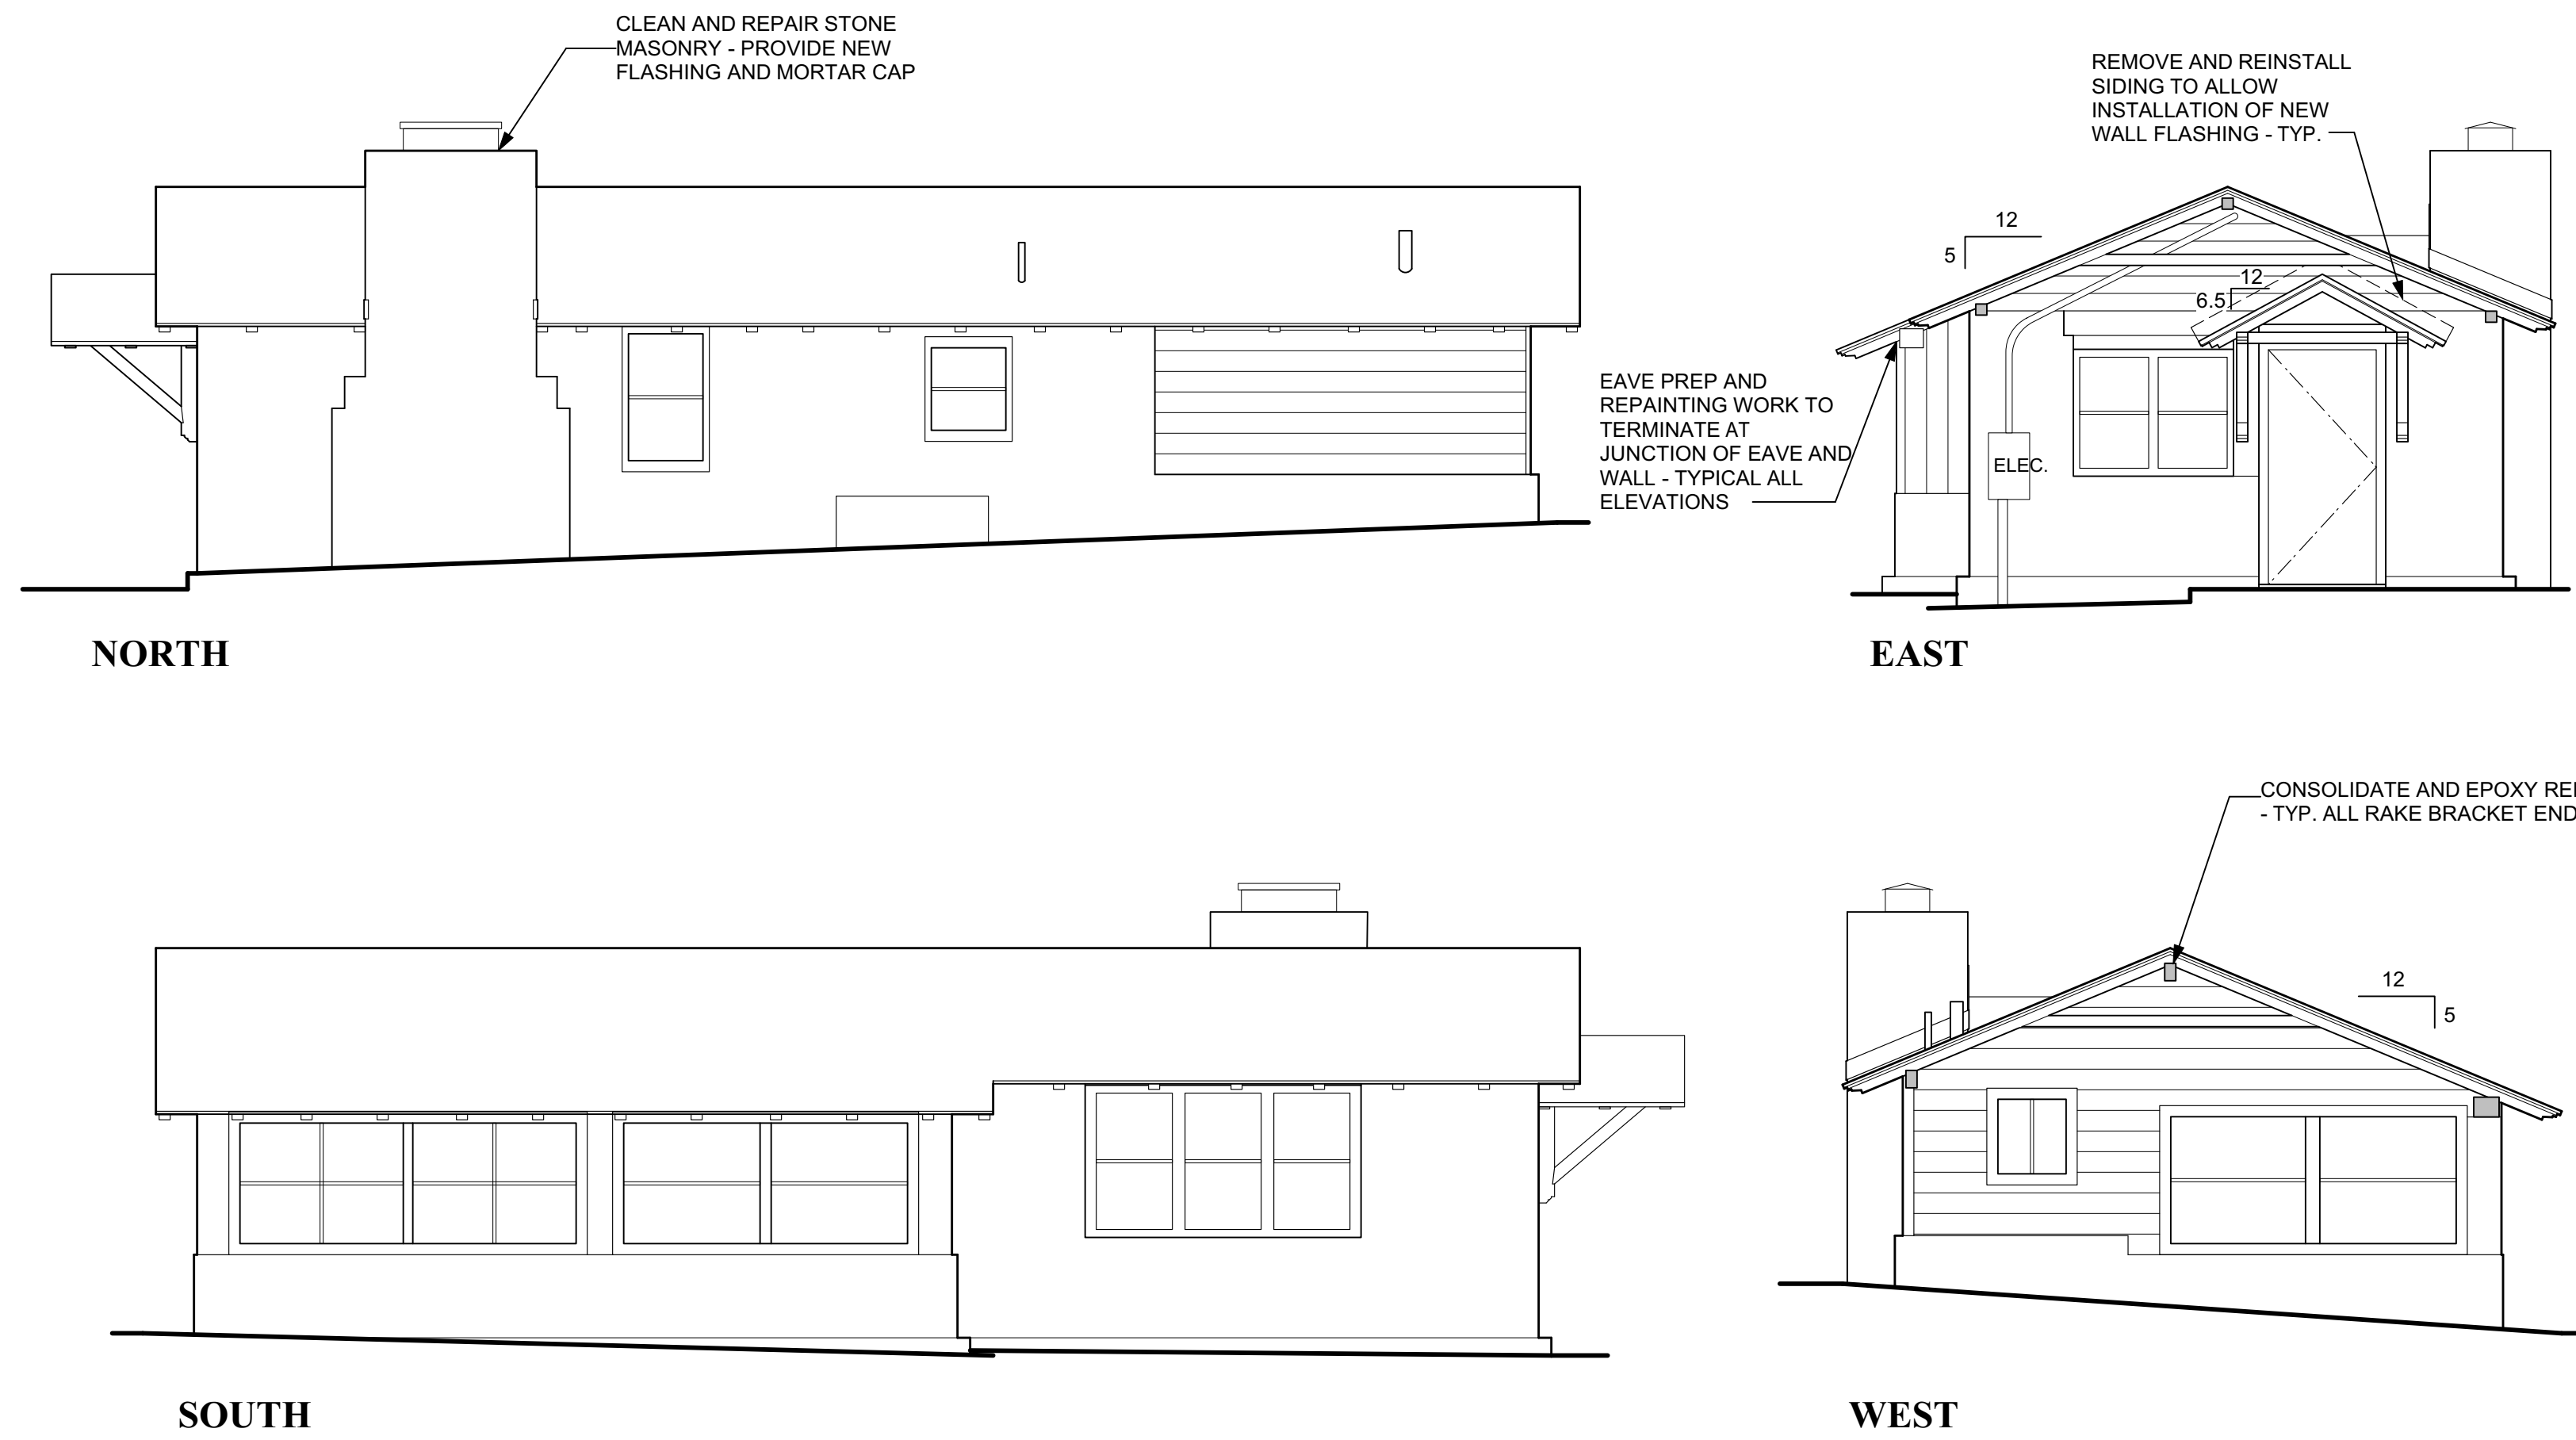 CLEAN AND REPAIR STONE
MASONRY - PROVIDE NEW
FLASHING AND MORTAR CAP
REMOVE AND REINSTALL
SIDING TO ALLOW
INSTALLATION OF NEW
WALL FLASHING - TYP.
12
5
12
6.5
EAVE PREP AND
REPAINTING WORK TO
TERMINATE AT
JUNCTION OF EAVE AND
WALL - TYPICAL ALL
ELEVATIONS
ELEC.
NORTH
EAST
CONSOLIDATE AND EPOXY
- TYP. ALL RAKE BRACKET END
12
5
SOUTH
WEST